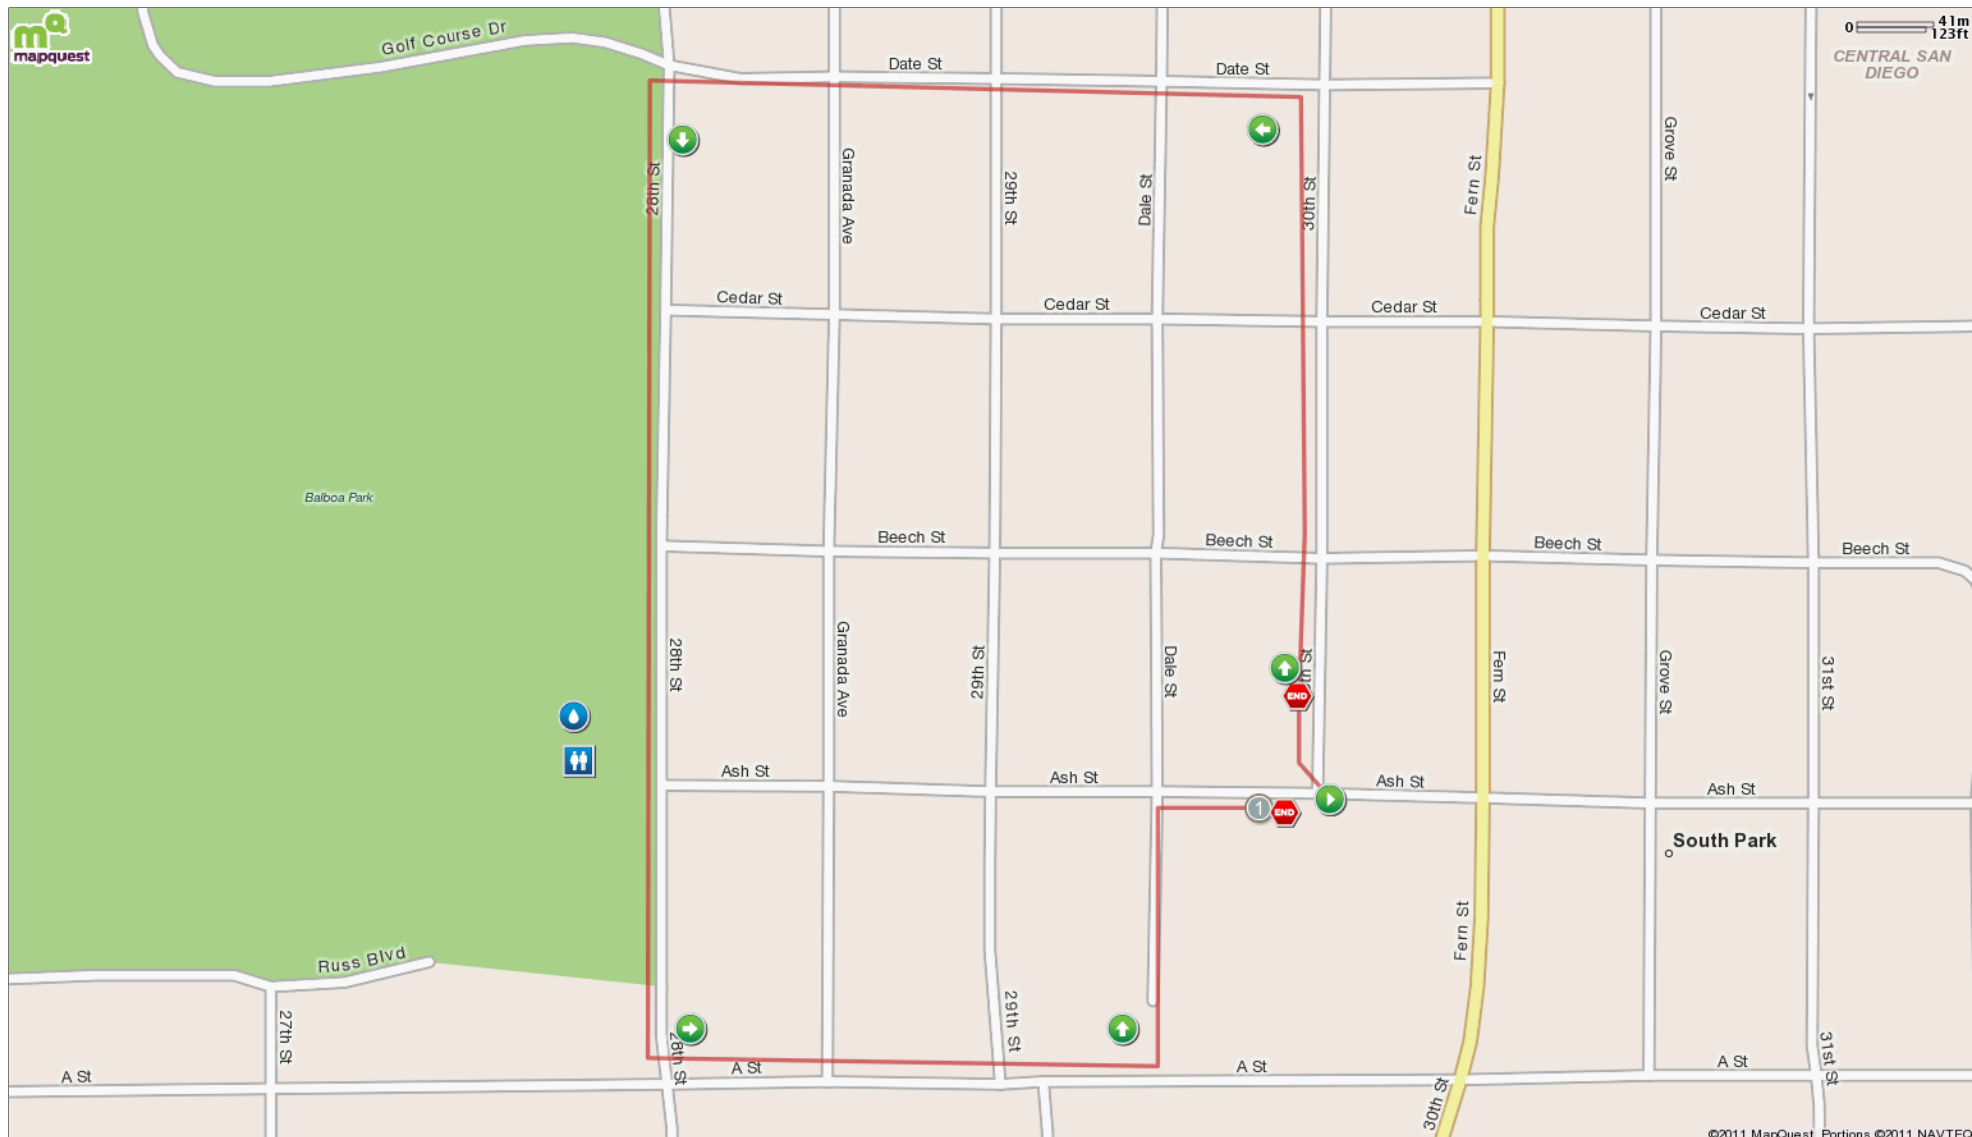 mapquest
Golf Course Dr
Date St
Date St
0
41m
123ft
CENTRAL SAN
DIEGO
28th St
Granada Ave
29th St
Dale St
30th St
Fern St
Grove St
Cedar St
Cedar St
Cedar St
Cedar St
Balboa Park
Beech St
Beech St
Beech St
Beech St
28th St
Granada Ave
29th St
Dale St
th St
END
Fern St
Grove St
31st St
Ash St
Ash St
Ash St
Ash St
1
END
South Park
Fern St
Russ Blvd
27th St
28th St
29th St
31st St
A St
A St
A St
A St
30th St
©2011 MapQuest Portions ©2011 NAVTEQ